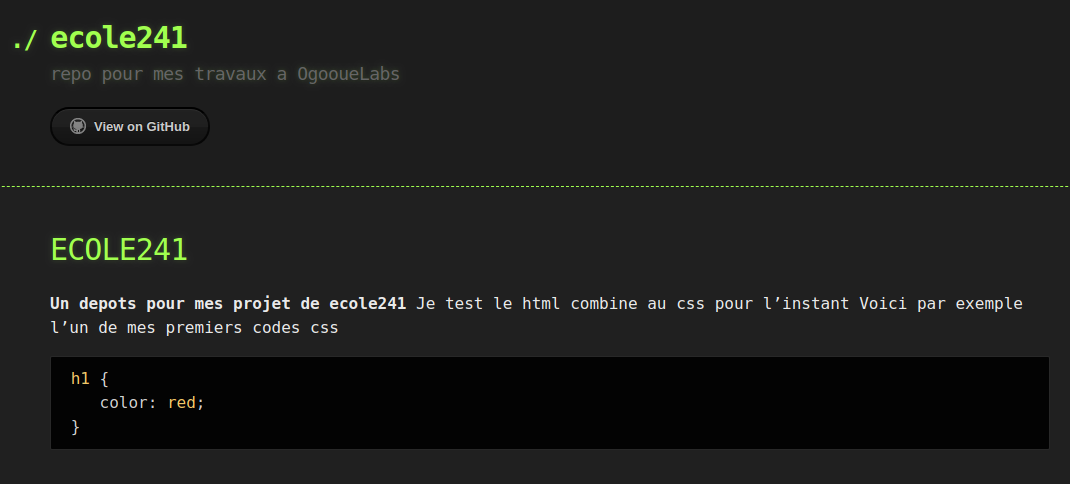 ./ ecole241
repo pour mes travaux a OgooueLabs
View on GitHub
ECOLE241
Un depots pour mes projet de ecole241 Je test le html combine au css pour l’instant Voici par exemple
l’un de mes premiers codes css
h1 {
   color: red;
}